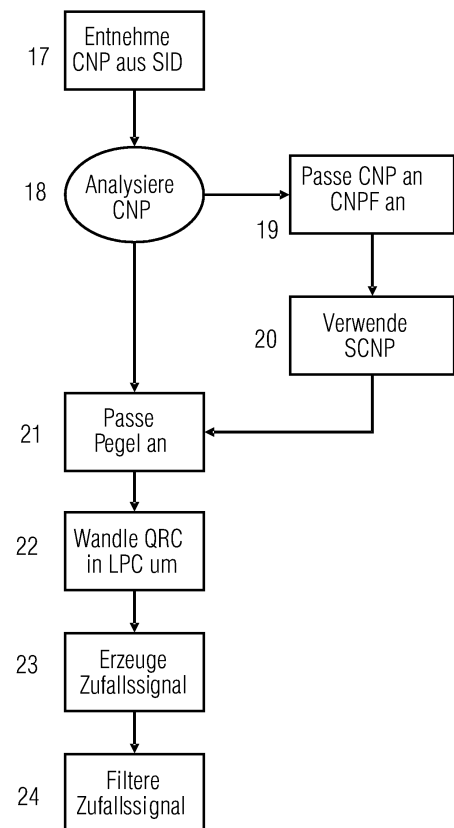 17
Entnehme
CNP aus SID
18
Analysiere
CNP
Passe CNP an
CNPF an
19
Verwende
SCNP
20
21
Passe
Pegel an
22
Wandle QRC
in LPC um
23
Erzeuge
Zufallssignal
24
Filtere
Zufallssignal